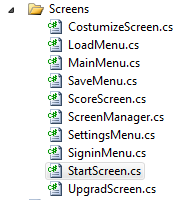 Screens
CostumizeScreen.cs
LoadMenu.cs
MainMenu.cs
SaveMenu.cs
ScoreScreen.cs
ScreenManager.cs
SettingsMenu.cs
SigninMenu.cs
StartScreen.cs
UpgradScreen.cs